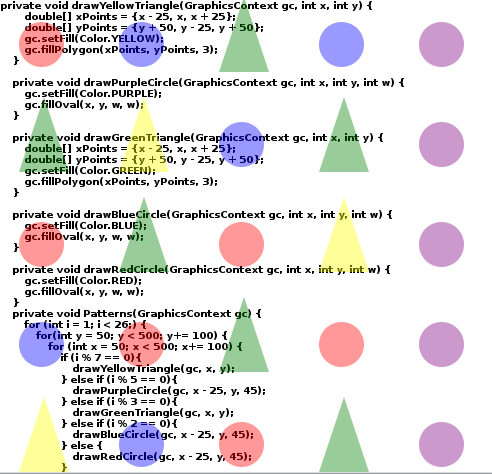 private void drawYellowTriangle(GraphicsContext gc, int x, int y) {
double[] xPoints = {x - 25, x, x + 25};
double[] yPoints = {y + 50, y - 25, y + 50};
gc.setFill(Color.YELLOW);
gc.fillPolygon(xPoints, yPoints, 3);
}
private void drawPurpleCircle(GraphicsContext gc, int x, int y, int w) {
gc.setFill(Color.PURPLE);
gc.fillOval(x, y, w, w);
}
private void drawGreenTriangle(GraphicsContext gc, int x, int y) {
double[] xPoints = {x - 25, x, x + 25};
double[] yPoints = {y + 50, y - 25, y + 50};
gc.setFill(Color.GREEN);
gc.fillPolygon(xPoints, yPoints, 3);
}
private void drawBlueCircle(GraphicsContext gc, int x, int y, int w) {
gc.setFill(Color.BLUE);
gc.fillOval(x, y, w, w);
}
private void drawRedCircle(GraphicsContext gc, int x, int y, int w) {
gc.setFill(Color.RED);
gc.fillOval(x, y, w, w);
}
private void Patterns(GraphicsContext gc) {
for (int i = 1; i < 26;) {
for(int y = 50; y < 500; y+= 100) {
for (int x = 50; x < 500; x+= 100) {
if (i % 7 == 0){
drawYellowTriangle(gc, x, y);
} else if (i % 5 == 0){
drawPurpleCircle(gc, x - 25, y, 45);
} else if (i % 3 == 0){
drawGreenTriangle(gc, x, y);
} else if (i % 2 == 0){
drawBlueCircle(gc, x - 25, y, 45);
} else {
drawRedCircle(gc, x - 25, y, 45);
}